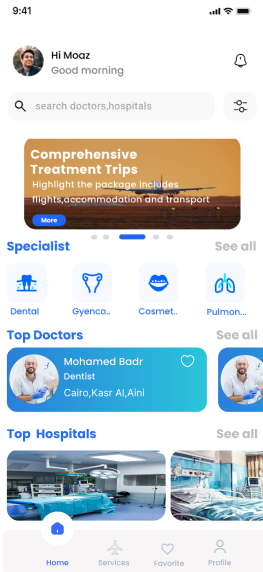 9:41
Hi Moaz
Good morning
search doctors,hospitals
Comprehensive
Treatment Trips
Highlight the package includes
flights,accommodation and transport
More
Specialist
See all
Dental
Gyenco..
Cosmet..
Pulmon...
Top Doctors
See all
Mohamed Badr
Dentist
Cairo,Kasr Al,Aini
Top Hospitals
See all
Home
Services
Favorite
Profile